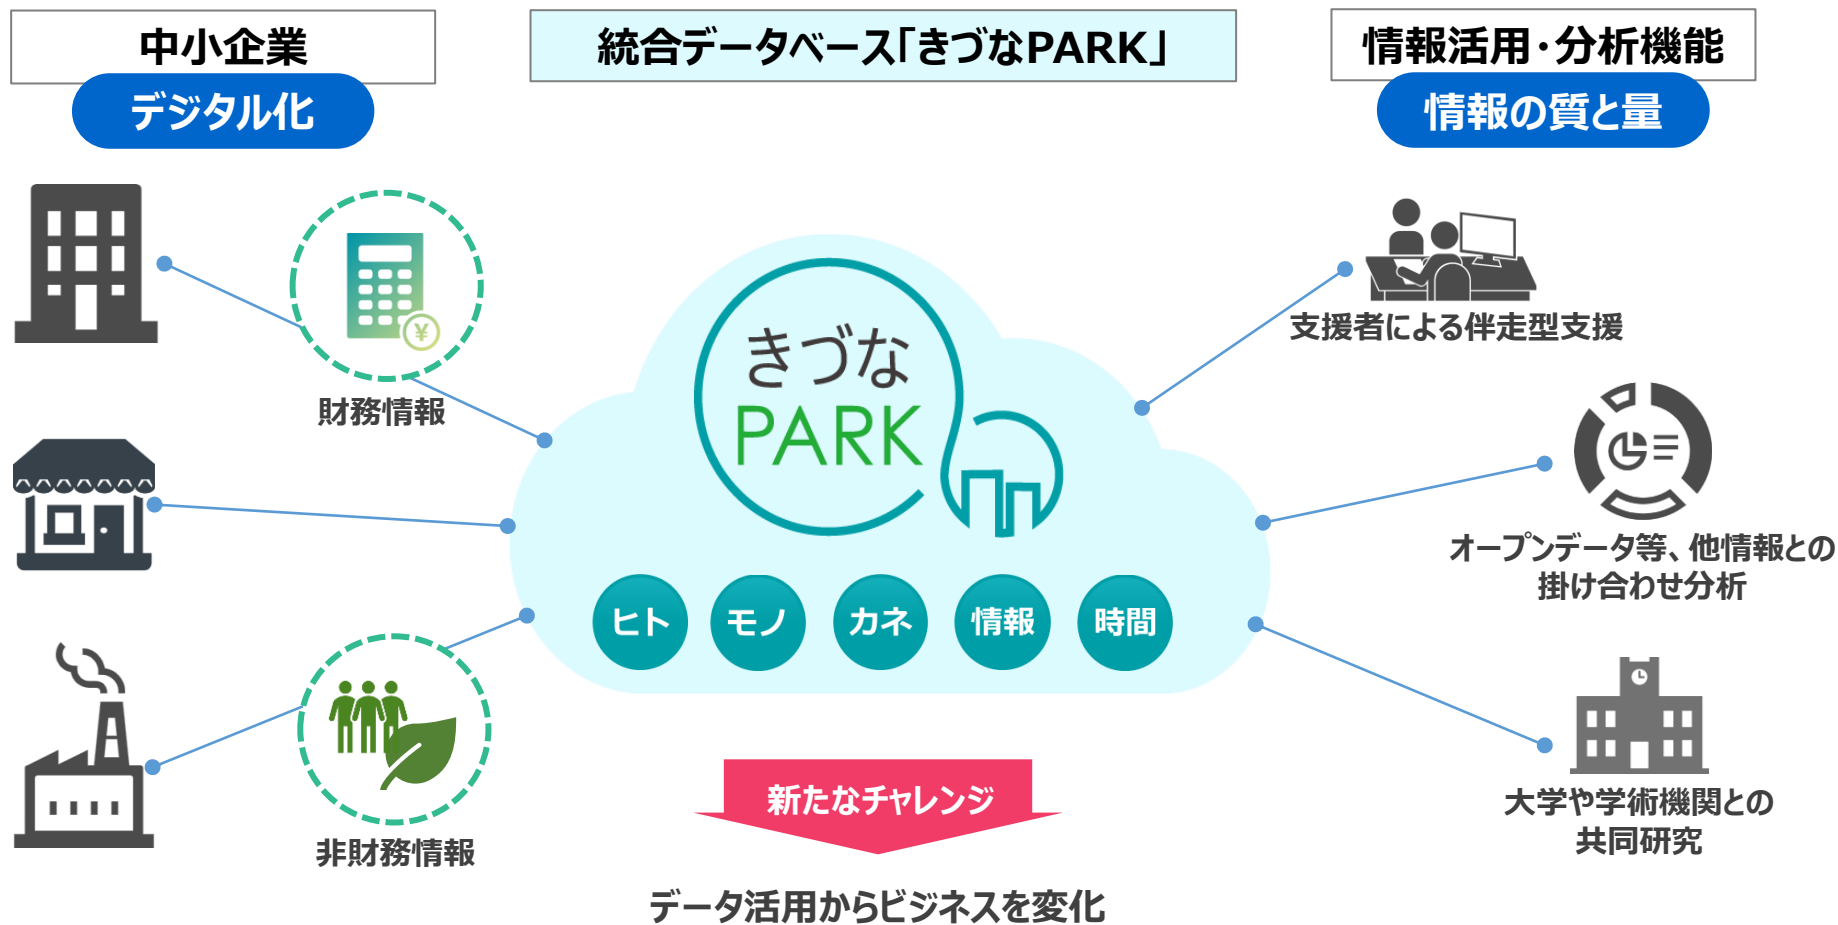 中小企業
デジタル化
統合データベース「きづなPARK」
情報活用・分析機能
情報の質と量
¥
財務情報
非財務情報
きづな
PARK
ヒト
モノ
カネ
情報
時間
新たなチャレンジ
データ活用からビジネスを変化
支援者による伴走型支援
オープンデータ等、他情報との
掛け合わせ分析
大学や学術機関との
共同研究